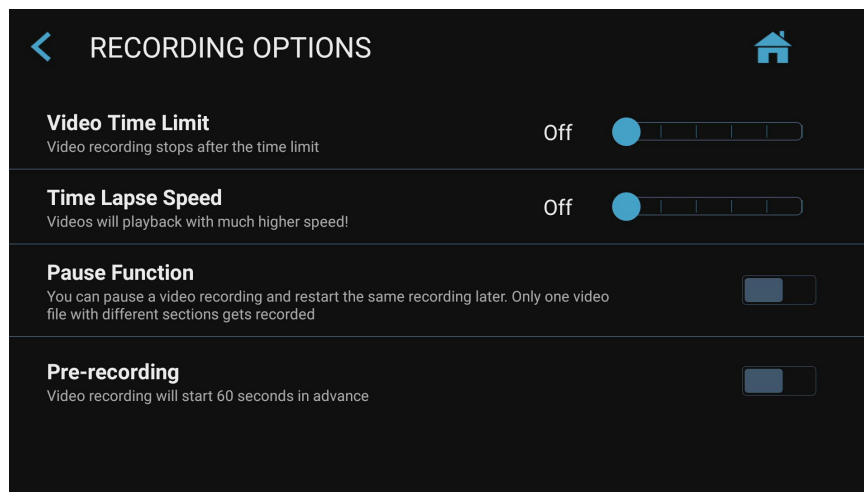 RECORDING OPTIONS
Video Time Limit
Video recording stops after the time limit
Off
Time Lapse Speed
Videos will playback with much higher speed!
Off
Pause Function
You can pause a video recording and restart the same recording later. Only one video
file with different sections gets recorded
Pre-recording
Video recording will start 60 seconds in advance